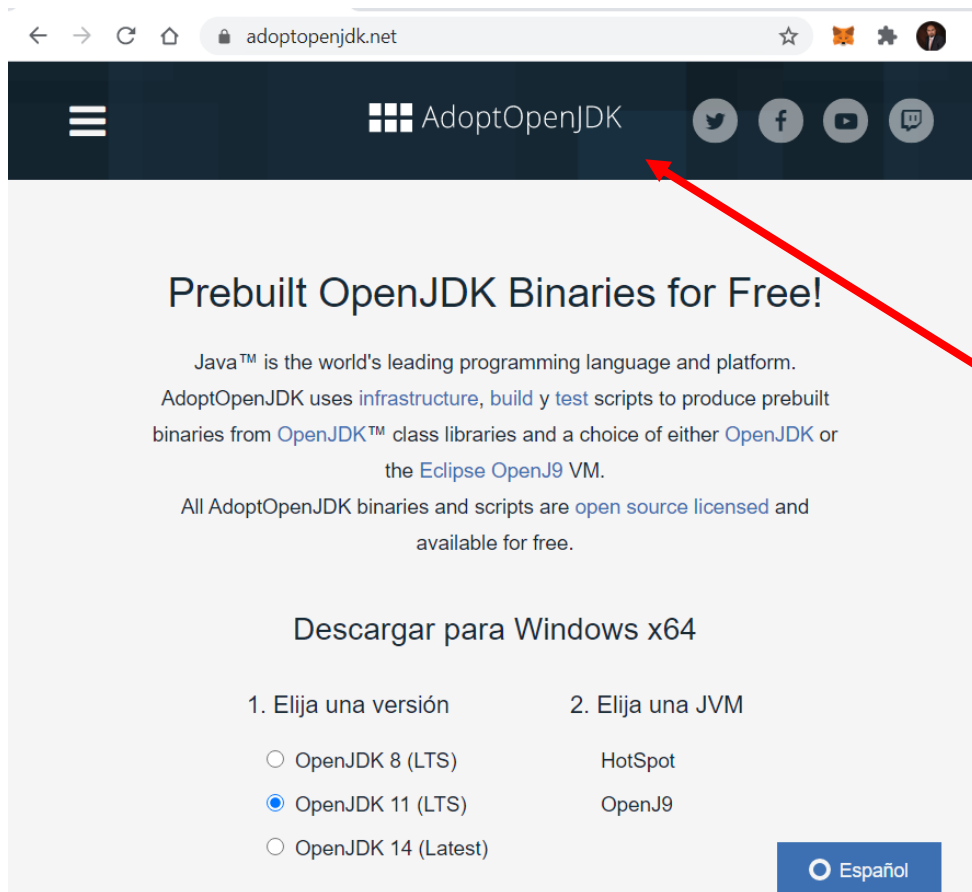 adoptopenjdk.net
AdoptOpenJDK
Prebuilt OpenJDK Binaries for Free!
Java™ is the world's leading programming language and platform.
AdoptOpenJDK uses infrastructure, build y test scripts to produce prebuilt
binaries from OpenJDK™ class libraries and a choice of either OpenJDK or
the Eclipse OpenJ9 VM.
All AdoptOpenJDK binaries and scripts are open source licensed and
available for free.
Descargar para Windows x64
1. Elija una versión
2. Elija una JVM
OpenJDK 8 (LTS)
HotSpot
OpenJDK 11 (LTS)
OpenJ9
OpenJDK 14 (Latest)
Español